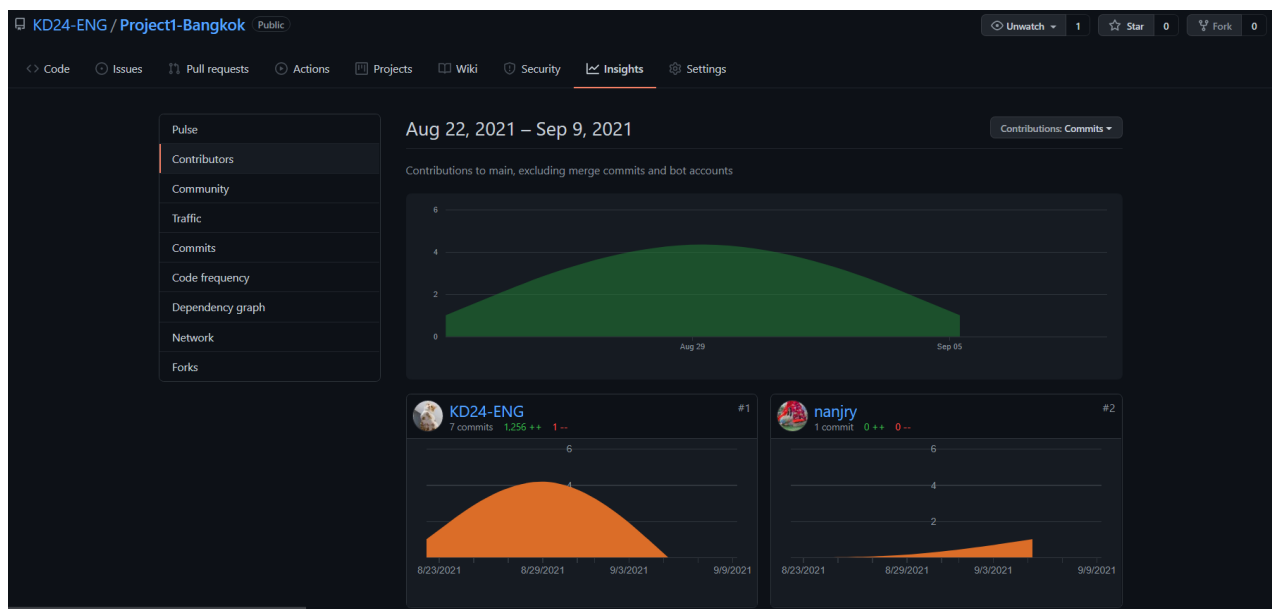 KD24-ENG / Project1-Bangkok Public
Unwatch 1 Star 0 Fork 0
Code Issues Pull requests Actions Projects Wiki Security Insights Settings
Pulse
Contributors
Community
Traffic
Commits
Code frequency
Dependency graph
Network
Forks
Aug 22, 2021 – Sep 9, 2021
Contributions: Commits
Contributions to main, excluding merge commits and bot accounts
6
4
2
0
Aug 29 Sep 05
KD24-ENG #1
7 commits 1,256 ++ 1 --
6
4
8/23/2021 8/29/2021 9/3/2021 9/9/2021
nanjry #2
1 commit 0 ++ 0 --
6
4
2
8/23/2021 8/29/2021 9/3/2021 9/9/2021